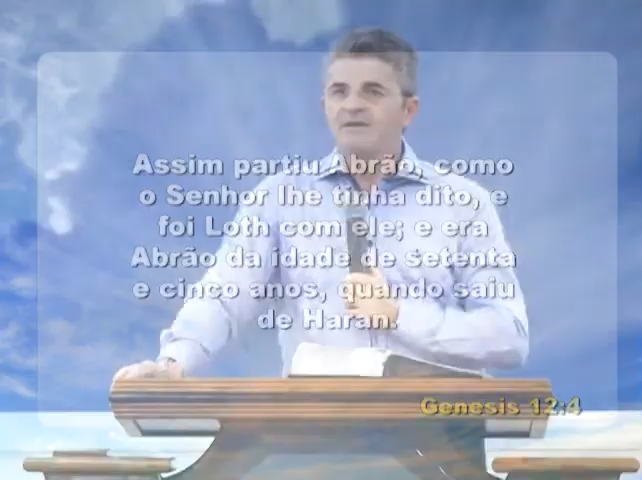 Assim partiu Abrão, como
o Senhor lhe tinha dito, e
foi Loth com ele; e era
Abrão da idade de setenta
e cinco anos, quando saiu
de Haran.
Genesis 12:4